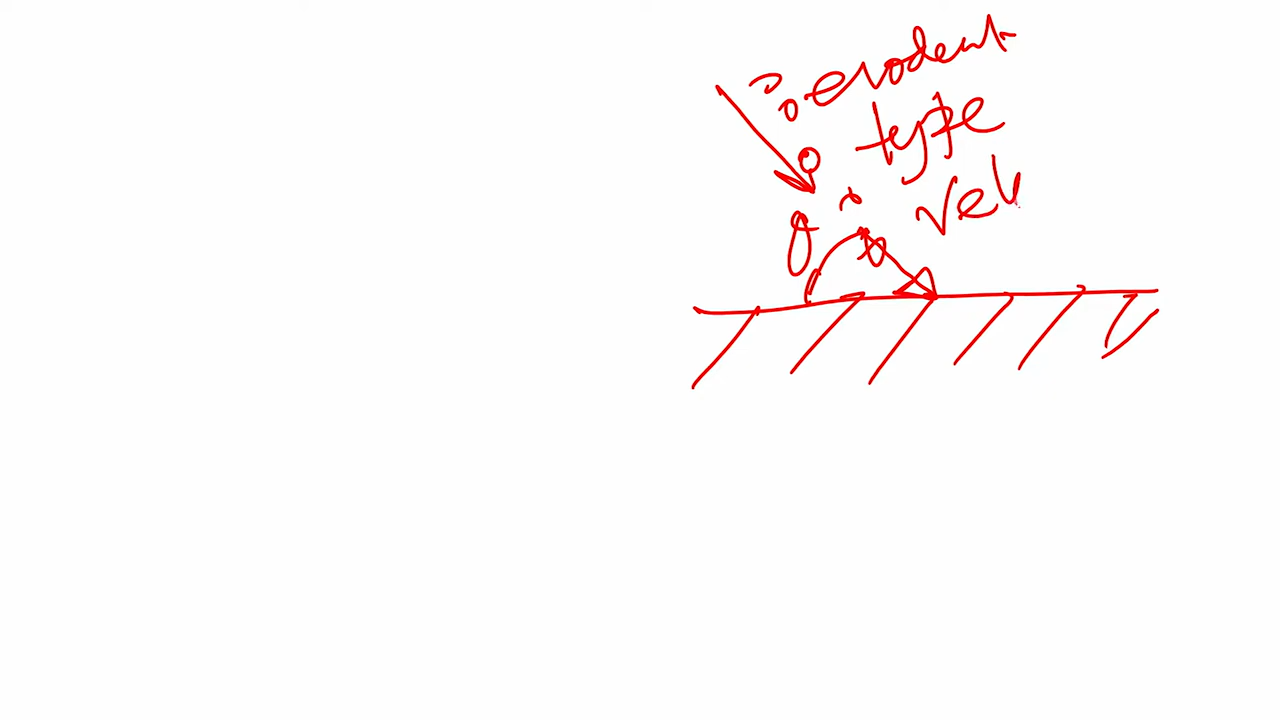 erodent
type
vel
θ